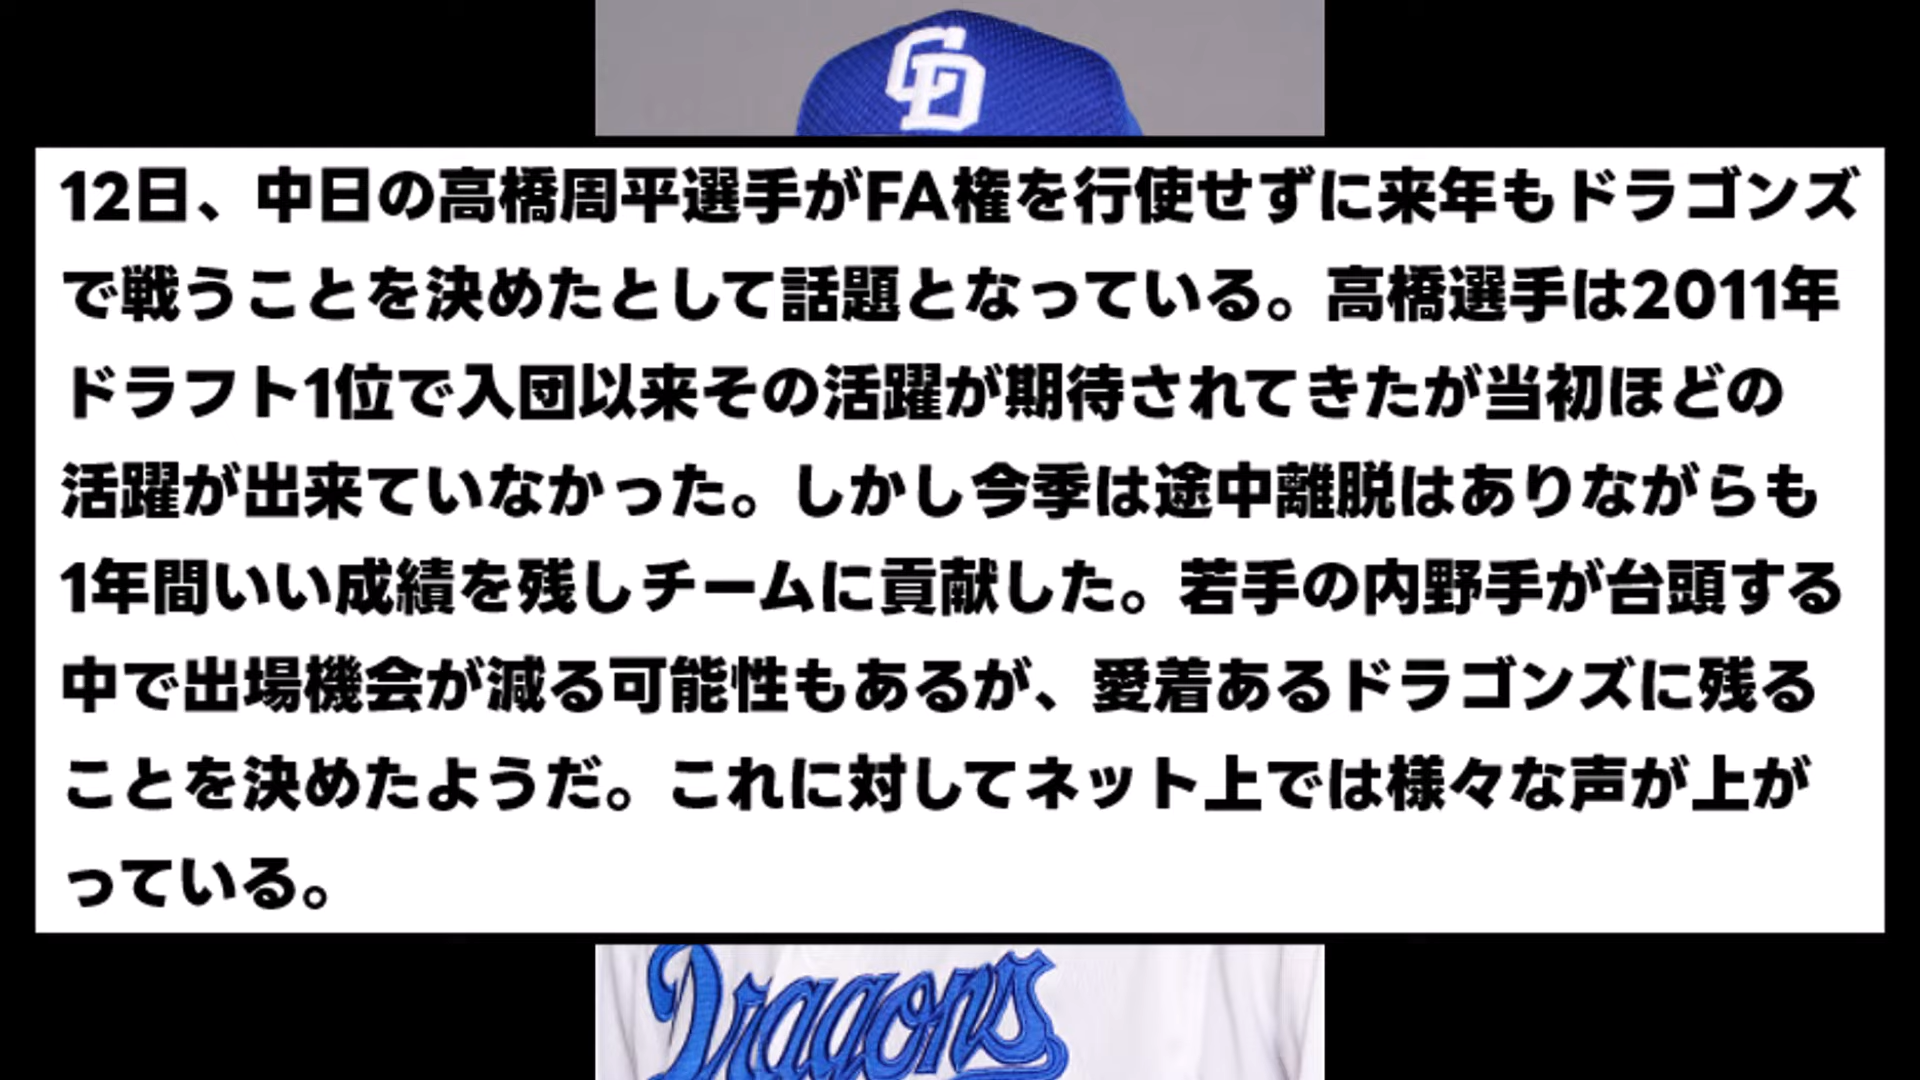 CD
12日、中日の高橋周平選手がFA権を行使せずに来年もドラゴンズ
で戦うことを決めたとして話題となっている。高橋選手は2011年
ドラフト1位で入団以来その活躍が期待されてきたが当初ほどの
活躍が出来ていなかった。しかし今季は途中離脱はありながらも
1年間いい成績を残しチームに貢献した。若手の内野手が台頭する
中で出場機会が減る可能性もあるが、愛着あるドラゴンズに残る
ことを決めたようだ。これに対してネット上では様々な声が上が
っている。
Dragons